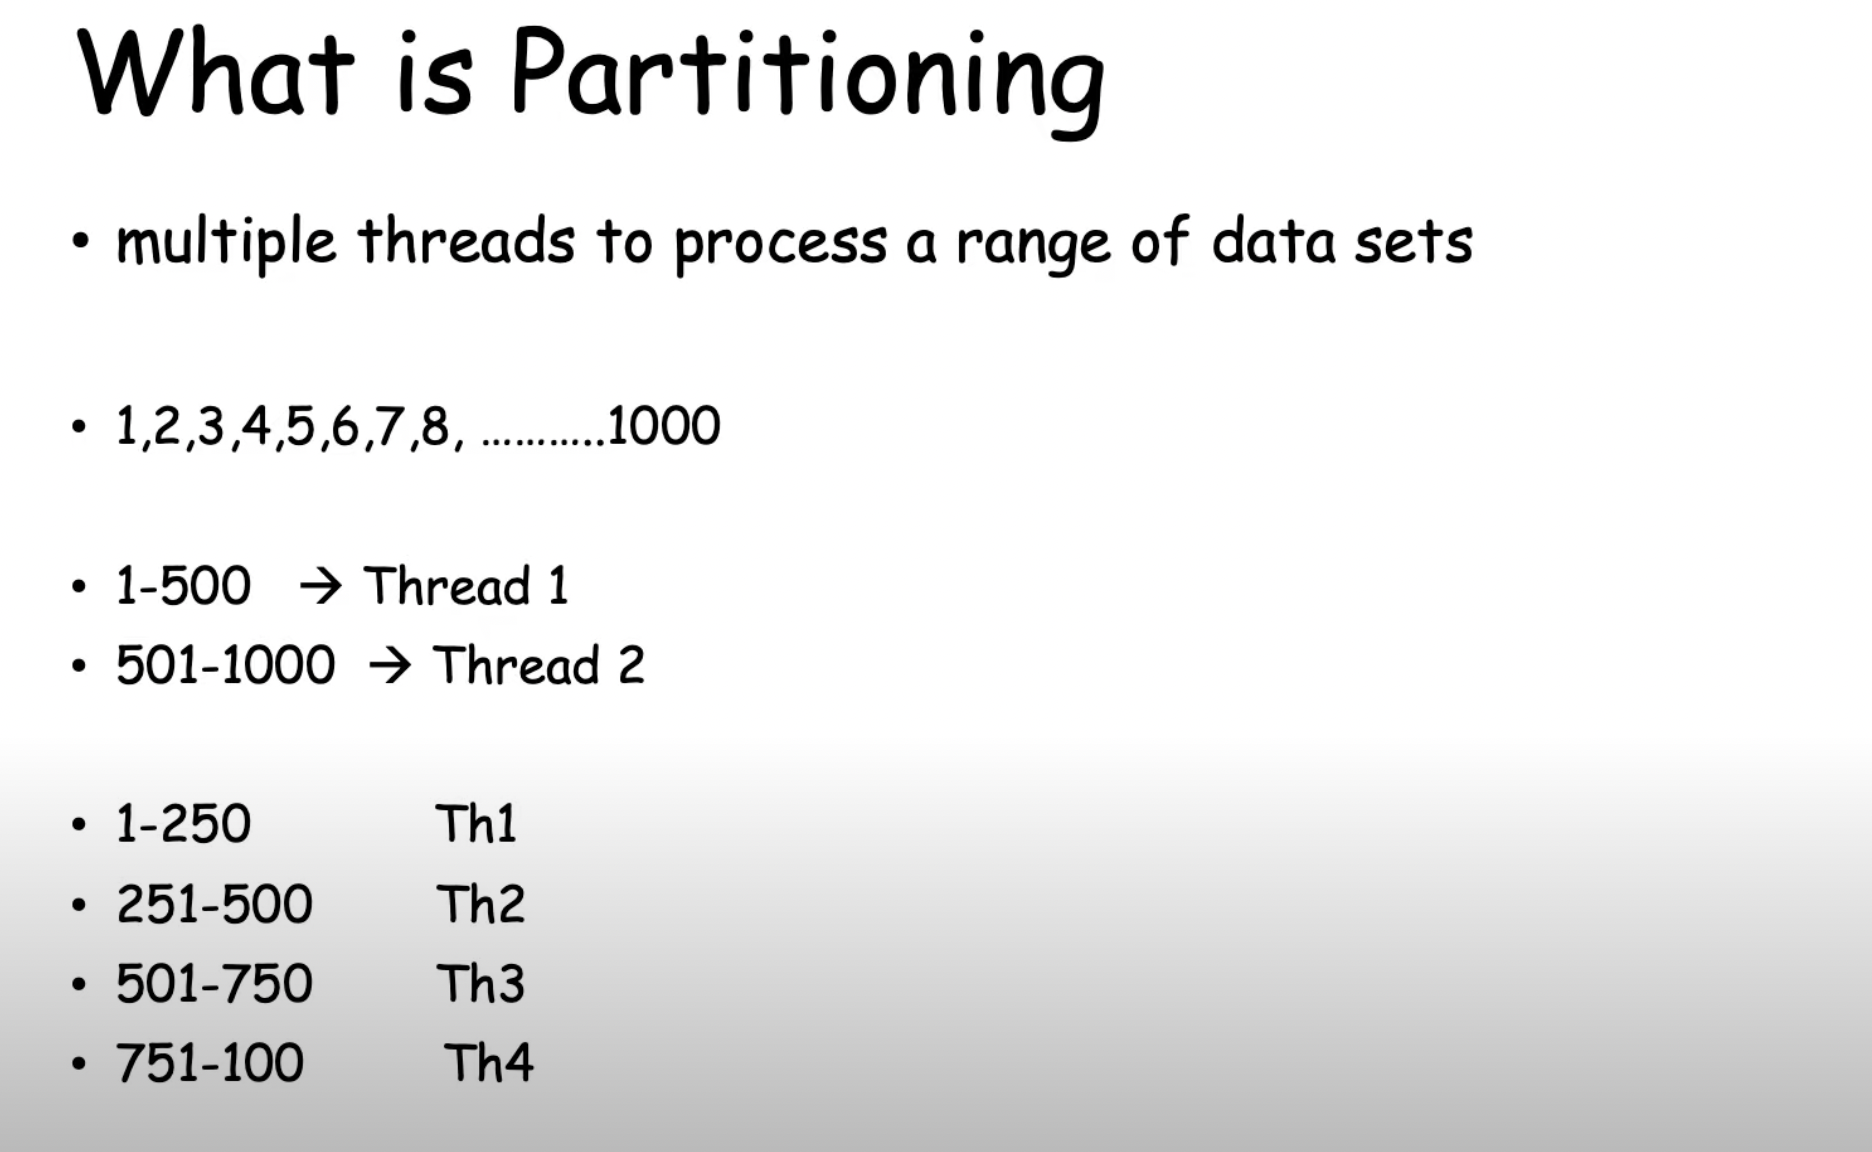 What is Partitioning
• multiple threads to process a range of data sets
• 1,2,3,4,5,6,7,8, ...........1000
• 1-500 → Thread 1
• 501-1000 → Thread 2
• 1-250 Th1
• 251-500 Th2
• 501-750 Th3
• 751-100 Th4